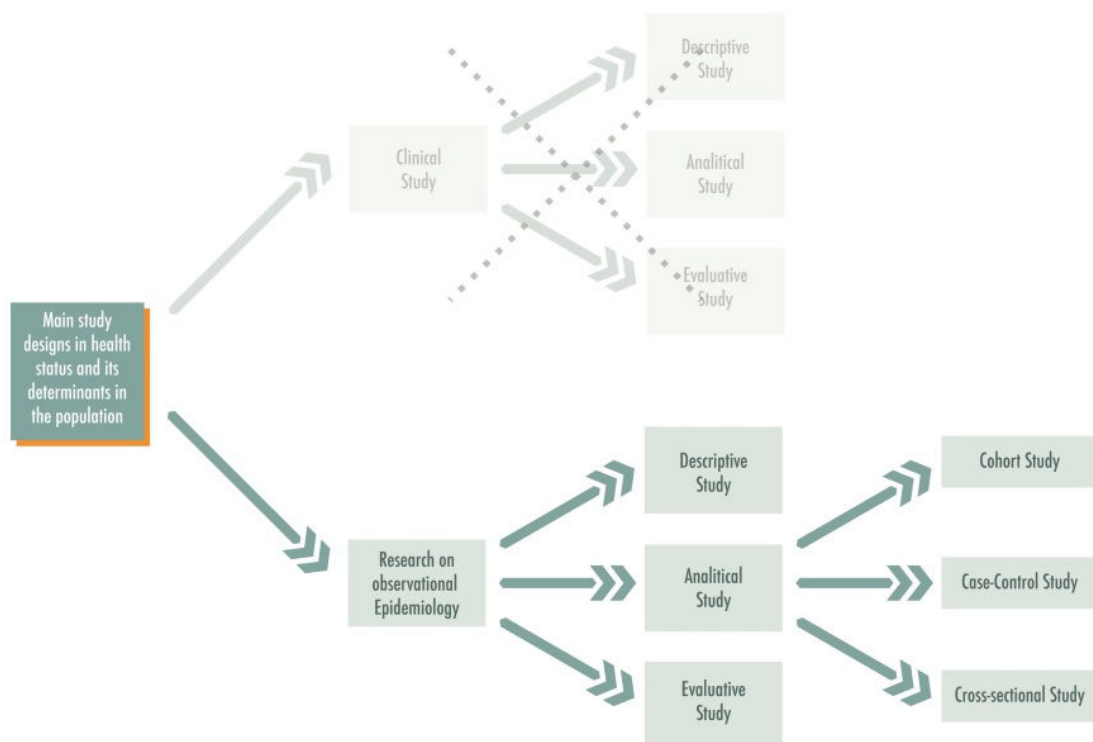 Main study
designs in health
status and its
determinants in
the population
Clinical
Study
Descriptive
Study
Analitical
Study
Evaluative
Study
Research on
observational
Epidemiology
Descriptive
Study
Analitical
Study
Evaluative
Study
Cohort Study
Case-Control Study
Cross-sectional Study